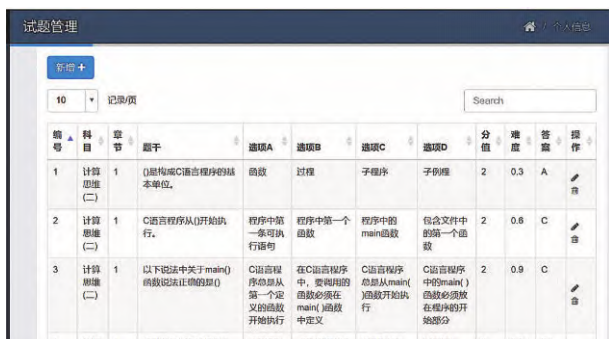 试题管理
个人信息
新增+
10 记录/页
Search
编号 科目 章节 题干 选项A 选项B 选项C 选项D 分值 难度 答案 操作
1 计算思维(二) 1 ()是构成C语言程序的基本单位。 函数 过程 子程序 子例程 2 0.3 A
2 计算思维(二) 1 C语言程序从()开始执行。 程序中第一条可执行语句 程序中第一个函数 程序中的main函数 包含文件中的第一个函数 2 0.6 C
3 计算思维(二) 1 以下说法中关于main()函数说法正确的是() C语言程序总是从第一个定义的函数开始执行 在C语言程序中，要调用的函数必须在main( )函数中定义 C语言程序总是从main( )函数开始执行 C语言程序中的main( )函数必须放在程序的开始部分 2 0.9 C